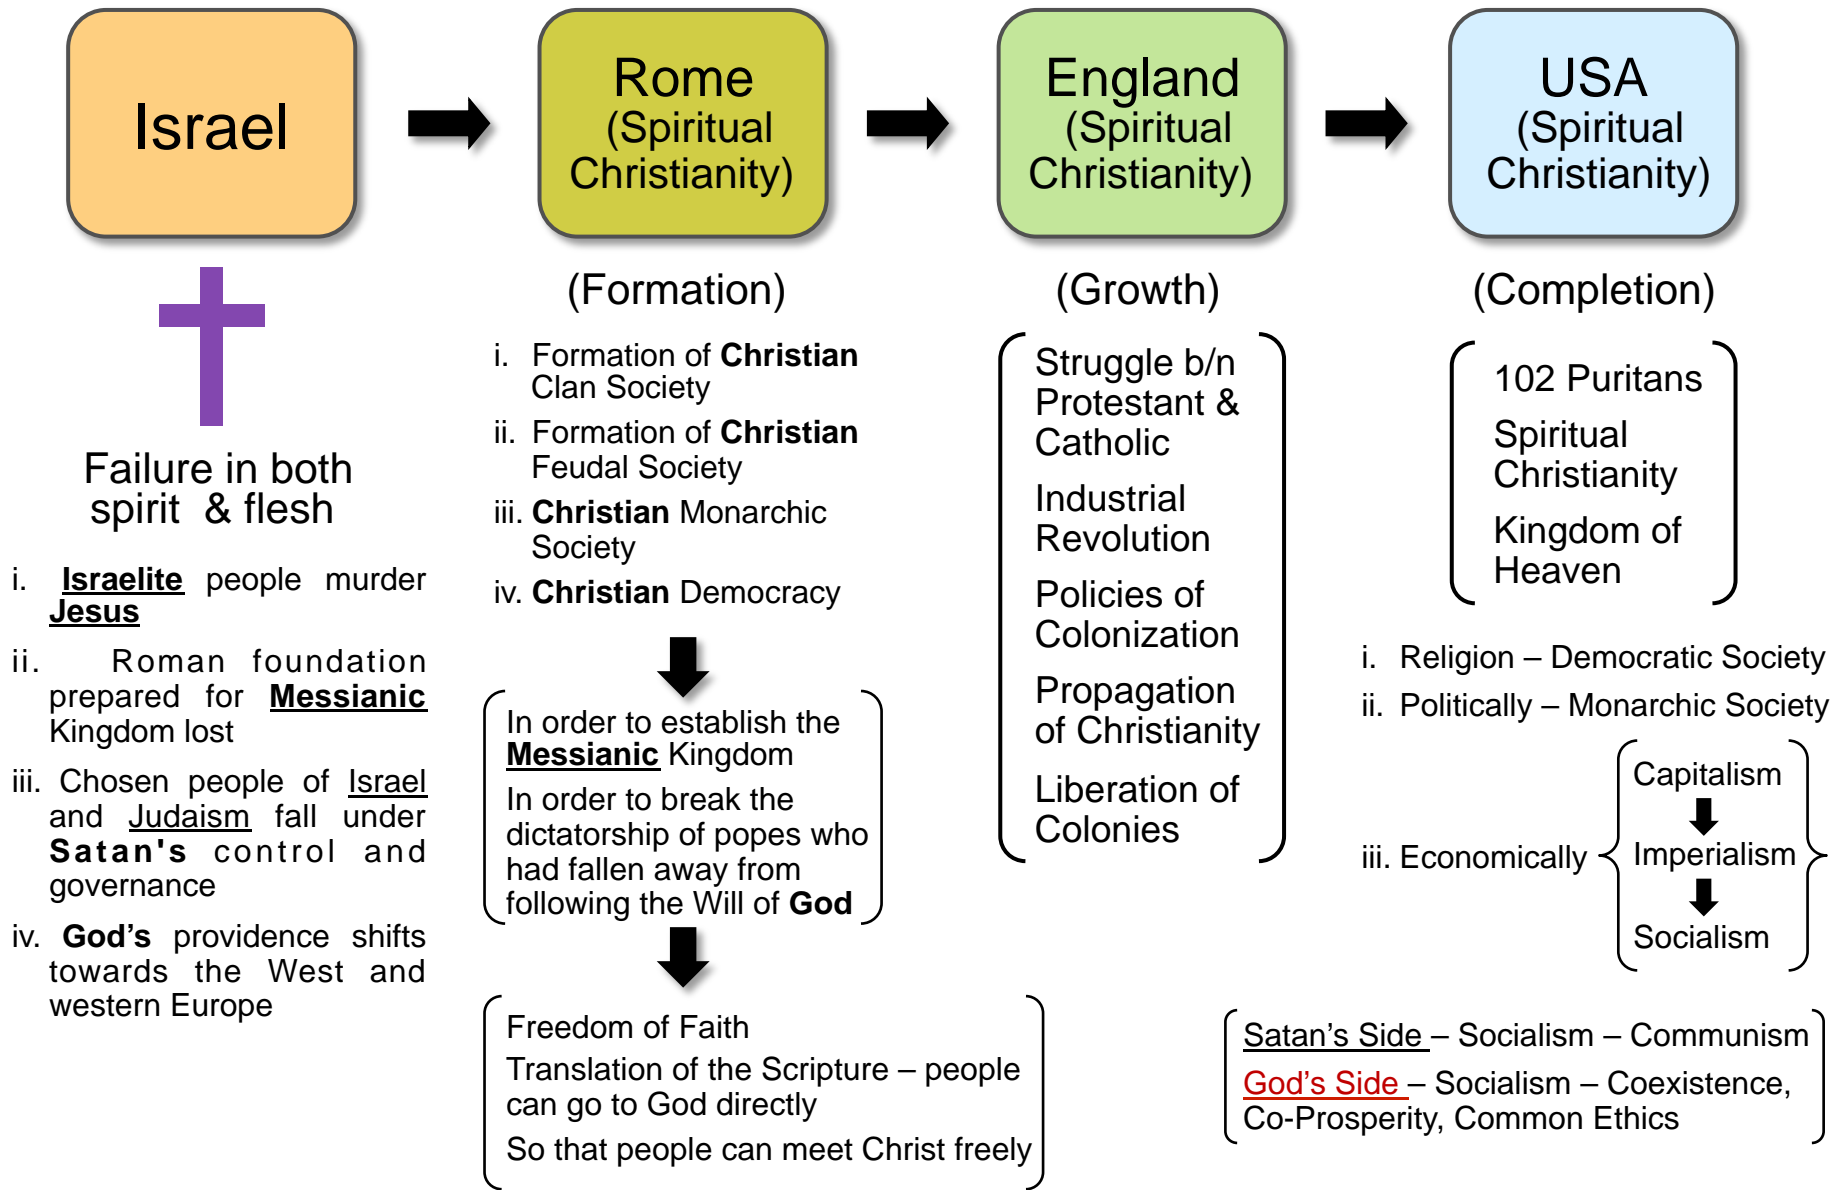 Israel
Rome
(Spiritual
Christianity)
England
(Spiritual
Christianity)
USA
(Spiritual
Christianity)
Failure in both
spirit & flesh
i. Israelite people murder
Jesus
ii. Roman foundation
prepared for Messianic
Kingdom lost
iii. Chosen people of Israel
and Judaism fall under
Satan's control and
governance
iv. God’s providence shifts
towards the West and
western Europe
(Formation)
i. Formation of Christian
Clan Society
ii. Formation of Christian
Feudal Society
iii. Christian Monarchic
Society
iv. Christian Democracy
In order to establish the
Messianic Kingdom
In order to break the
dictatorship of popes who
had fallen away from
following the Will of God
Freedom of Faith
Translation of the Scripture – people
can go to God directly
So that people can meet Christ freely
(Growth)
Struggle b/n
Protestant &
Catholic
Industrial
Revolution
Policies of
Colonization
Propagation
of Christianity
Liberation of
Colonies
(Completion)
102 Puritans
Spiritual
Christianity
Kingdom of
Heaven
i. Religion – Democratic Society
ii. Politically – Monarchic Society
iii. Economically
Capitalism
Imperialism
Socialism
Satan’s Side – Socialism – Communism
God’s Side – Socialism – Coexistence,
Co-Prosperity, Common Ethics